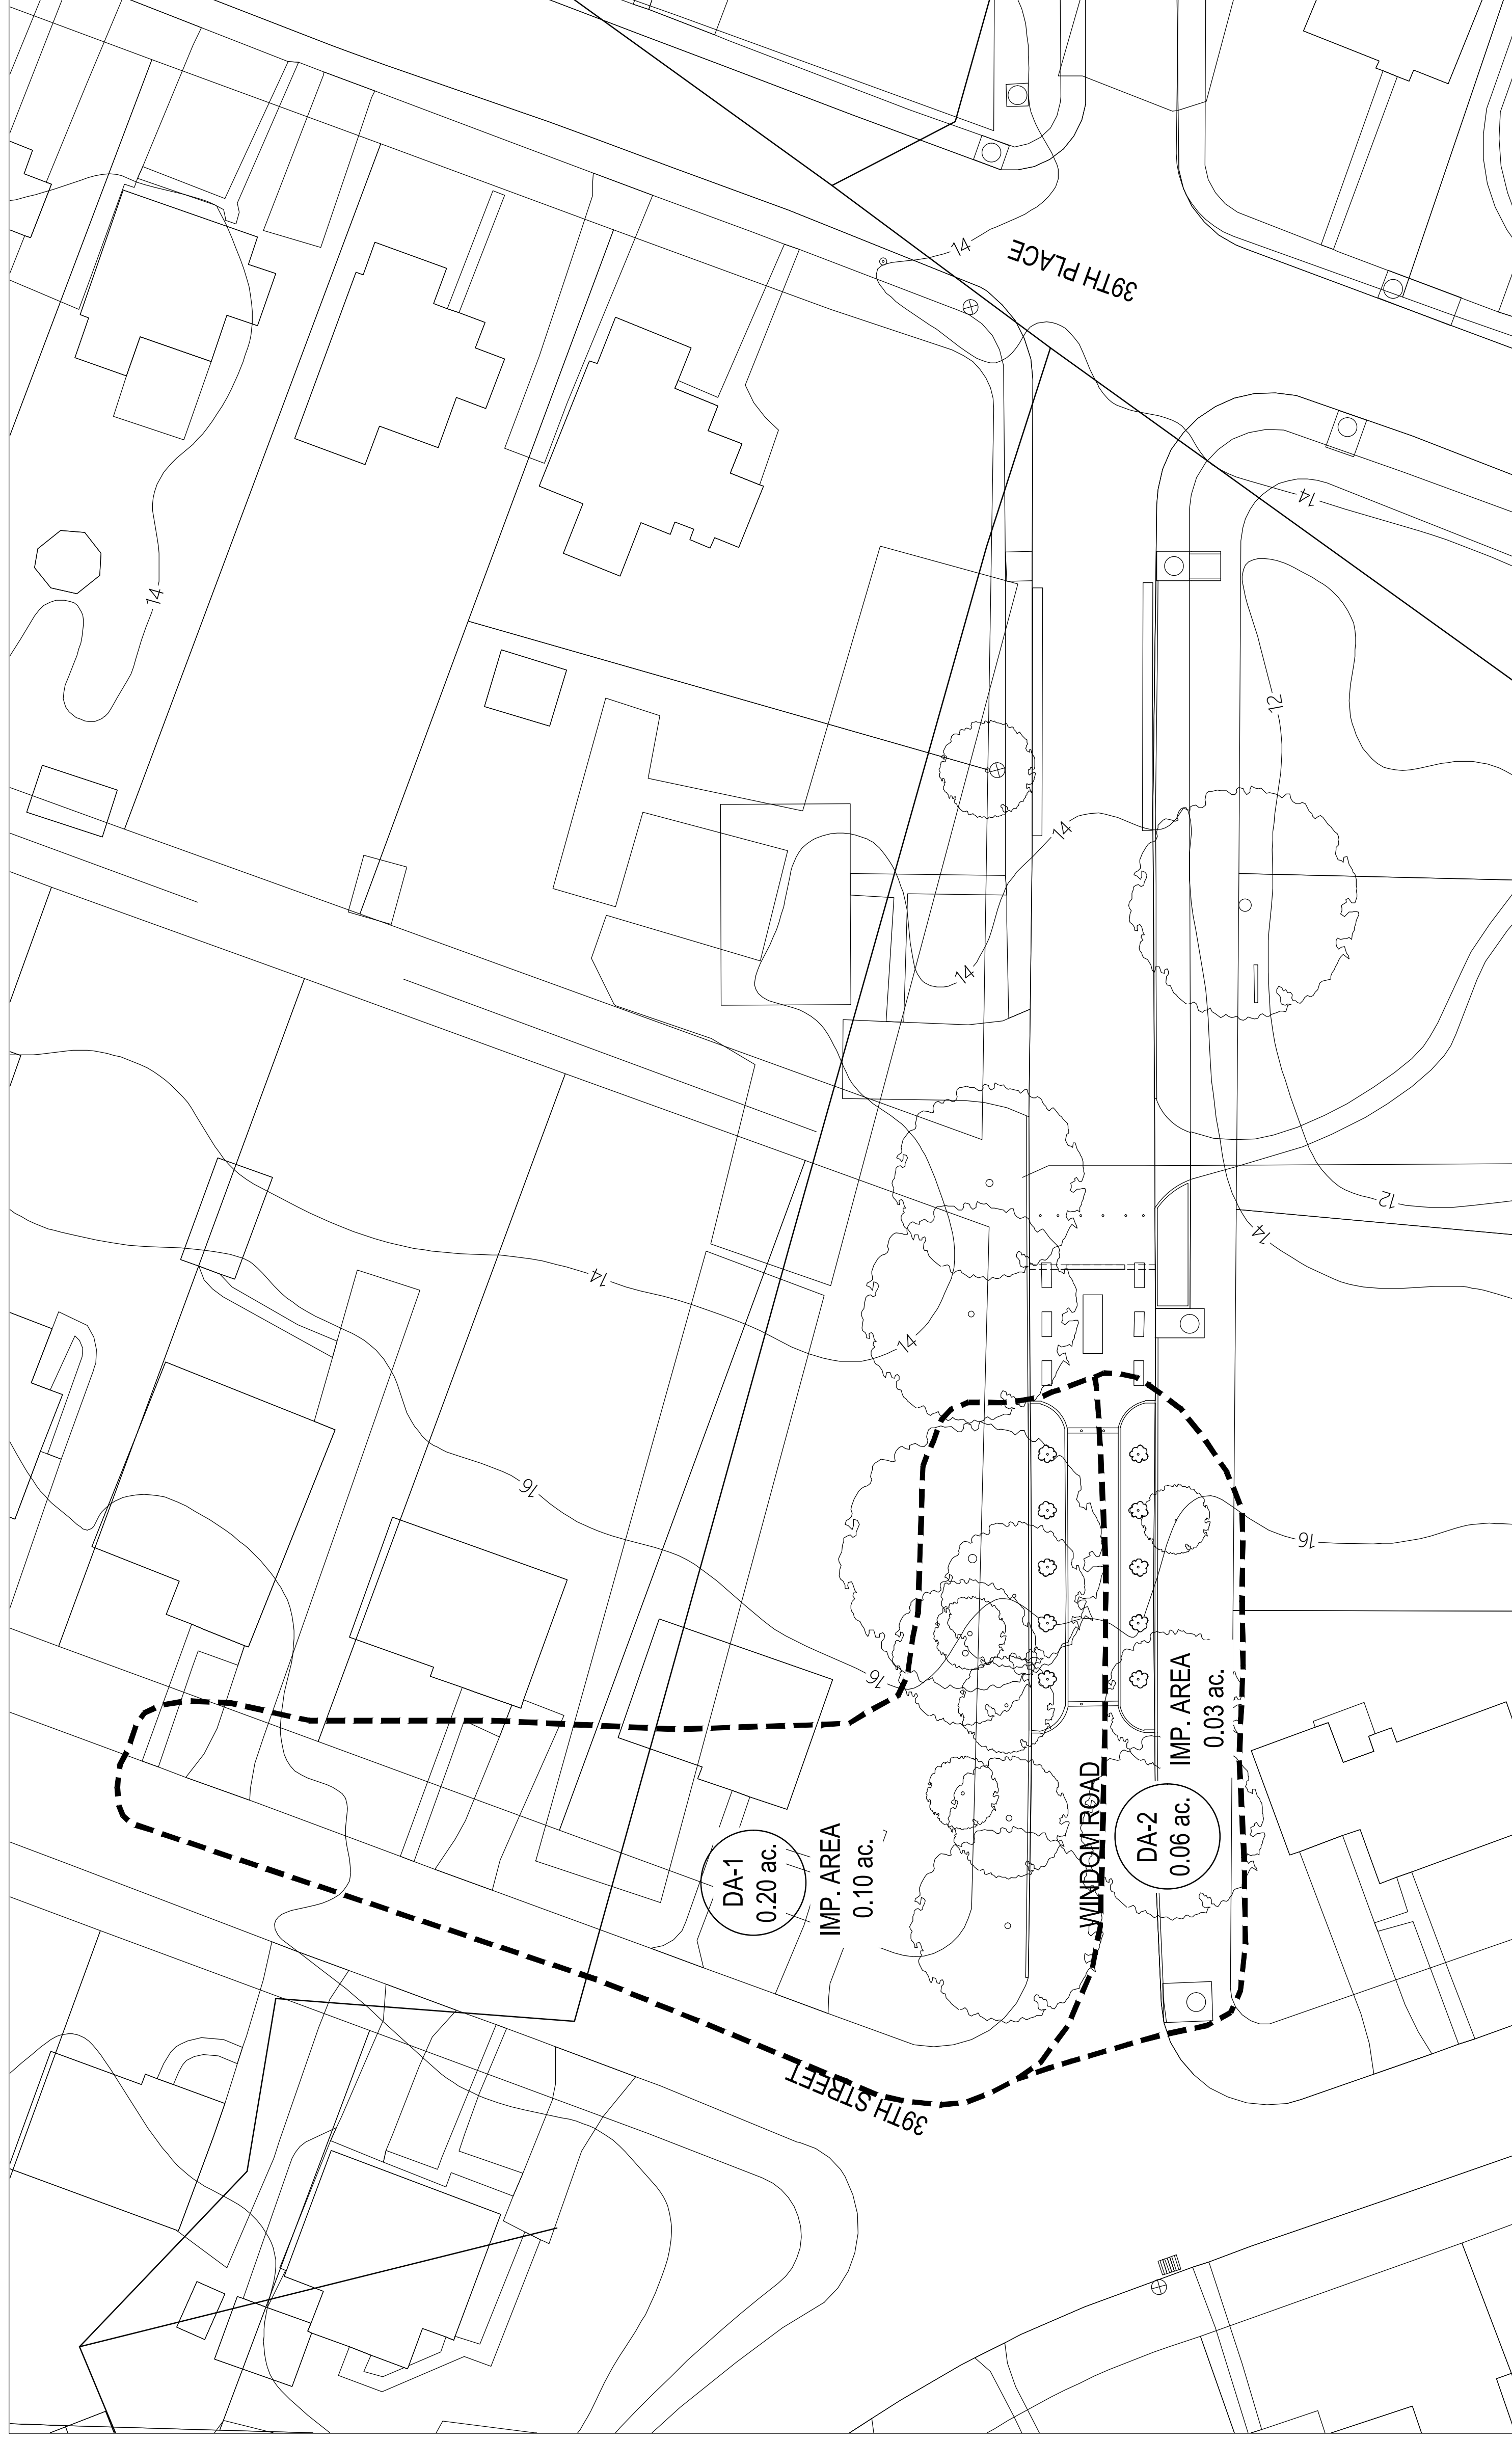 14
39TH PLACE
14
14
12
14
14
12
14
14
14
16
16
16
IMP. AREA
0.03 ac.
WINDOM ROAD
DA-2
0.06 ac.
DA-1
0.20 ac.
IMP. AREA
0.10 ac.
39TH STREET